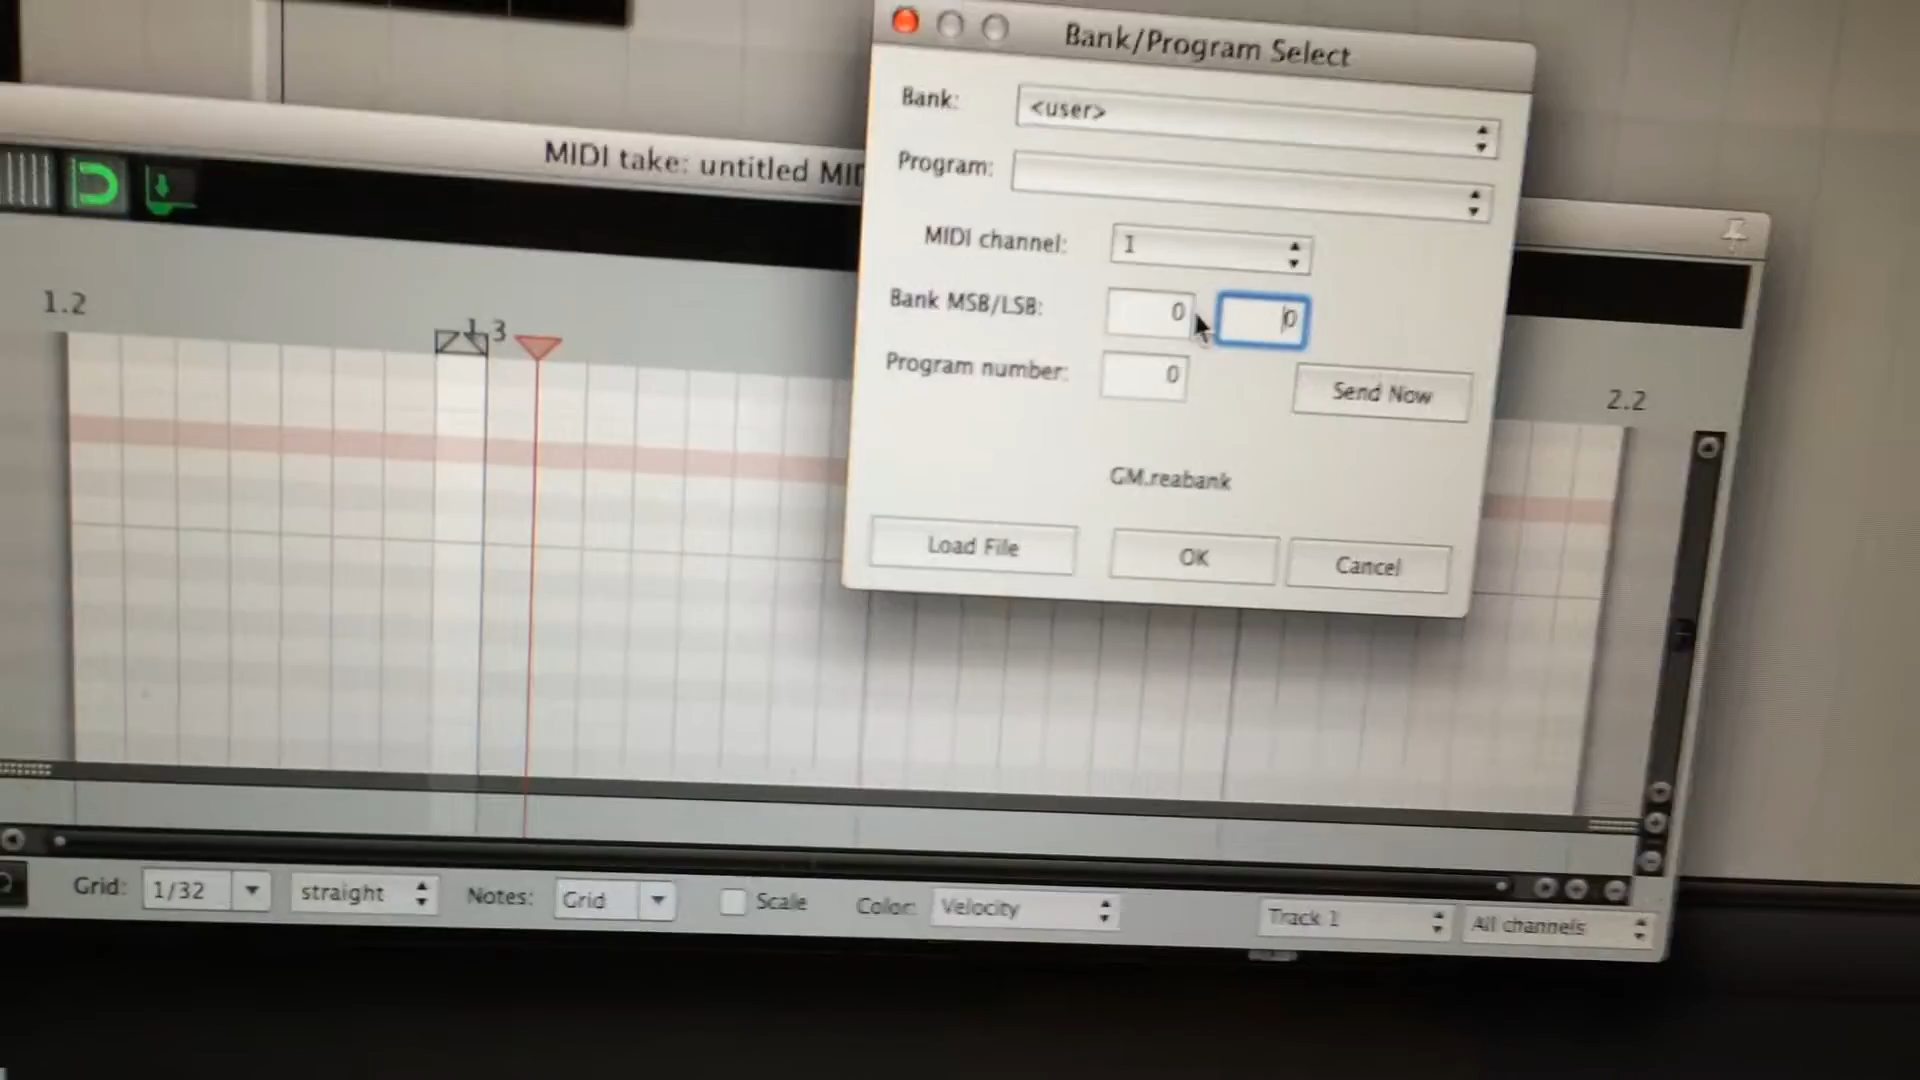 Bank/Program Select
Bank:
<user>
Program:
MIDI channel:
1
Bank MSB/LSB:
0
0
Program number:
0
Send Now
GM.reabank
Load File
OK
Cancel
MIDI take: untitled MID
1.2
1.3
2.2
Grid:
1/32
straight
Notes:
Grid
Scale
Color:
Velocity
Track 1
All channels